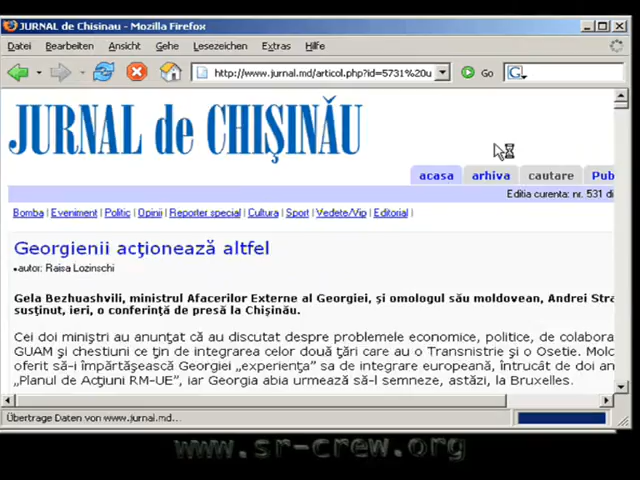 JURNAL de Chisinau - Mozilla Firefox
Datei Bearbeiten Ansicht Gehe Lesezeichen Extras Hilfe
http://www.jurnal.md/articol.php?id=5731%20u Go
JURNAL de CHIȘINĂU
acasa arhiva cautare Pub
Editia curenta: nr. 531 di
Bomba | Eveniment | Politic | Opinii | Reporter special | Cultura | Sport | Vedete/Vip | Editorial |
Georgienii acţionează altfel
•autor: Raisa Lozinschi
Gela Bezhuashvili, ministrul Afacerilor Externe al Georgiei, şi omologul său moldovean, Andrei Stra
susţinut, ieri, o conferinţă de presă la Chişinău.
Cei doi miniştri au anunţat că au discutat despre problemele economice, politice, de colabora
GUAM şi chestiuni ce ţin de integrarea celor două ţări care au o Transnistrie şi o Osetie. Molc
oferit să-i împărtăşească Georgiei „experienţa” sa de integrare europeană, întrucât de doi an
„Planul de Acţiuni RM-UE”, iar Georgia abia urmează să-l semneze, astăzi, la Bruxelles.
Übertrage Daten von www.jurnal.md...
www.sr-crew.org